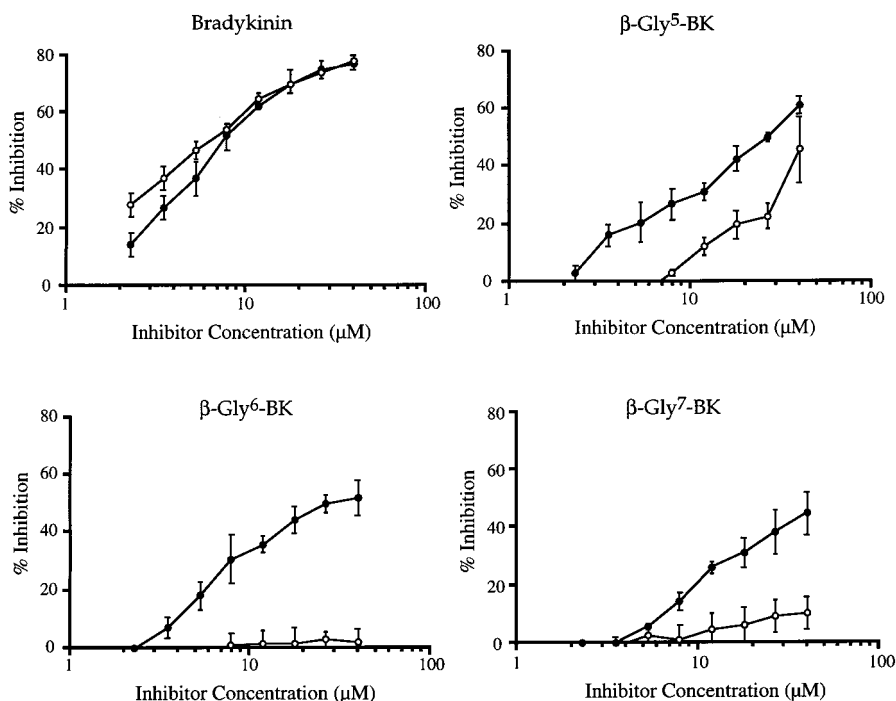 Bradykinin
80
60
40
20
0
% Inhibition
1
10
100
Inhibitor Concentration (μM)
β-Gly⁵-BK
80
60
40
20
0
% Inhibition
1
10
100
Inhibitor Concentration (μM)
β-Gly⁶-BK
80
60
40
20
0
% Inhibition
1
10
100
Inhibitor Concentration (μM)
β-Gly⁷-BK
80
60
40
20
0
% Inhibition
1
10
100
Inhibitor Concentration (μM)